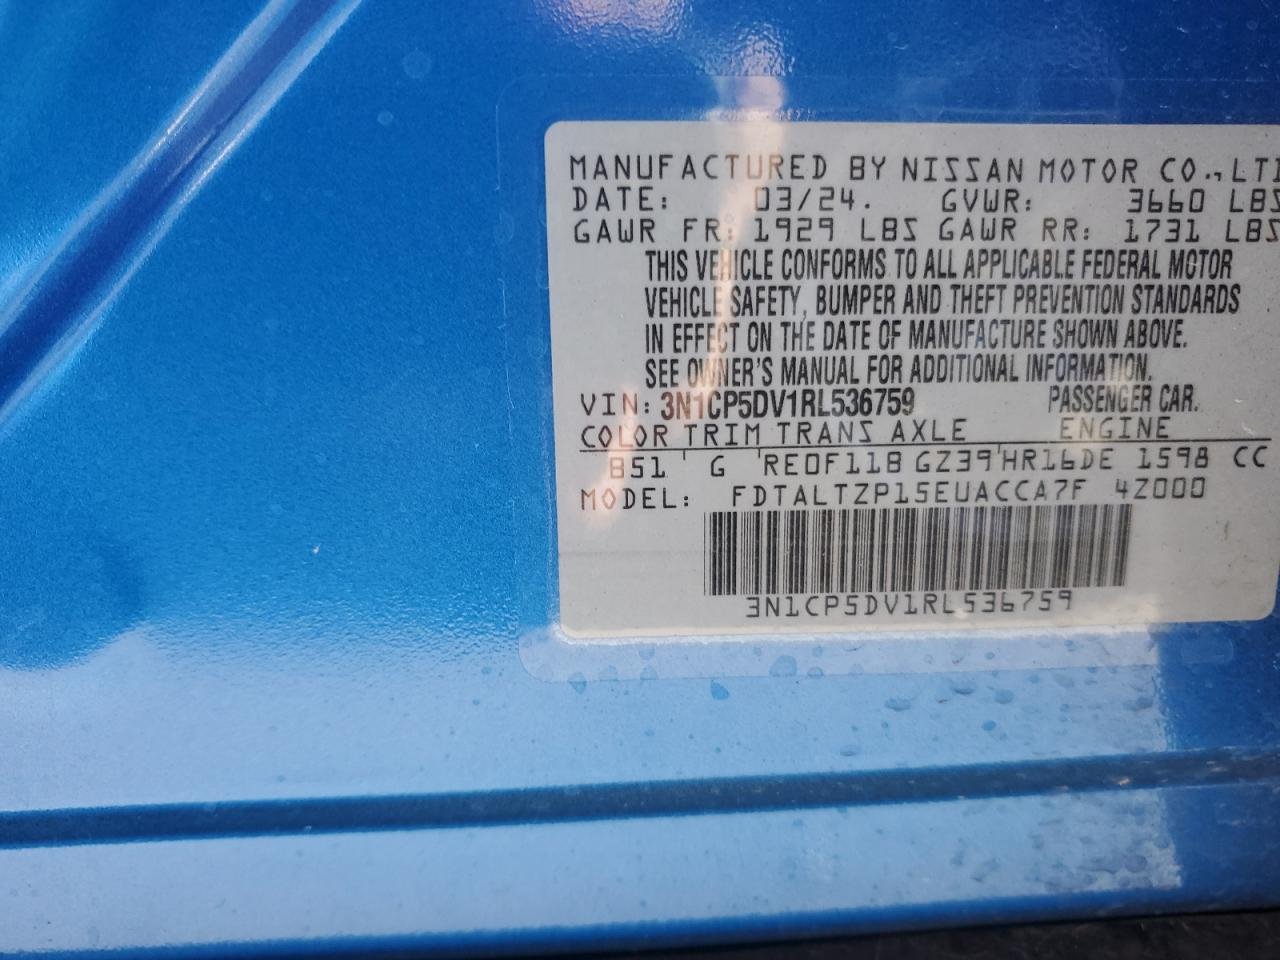 MANUFACTURED BY NISSAN MOTOR CO.,
DATE: 03/24. GVWR: 3660 LBS
GAWR FR: 1929 LBS GAWR RR: 1731 LBS
THIS VEHICLE CONFORMS TO ALL APPLICABLE FEDERAL MOTOR
VEHICLE SAFETY, BUMPER AND THEFT PREVENTION STANDARDS
IN EFFECT ON THE DATE OF MANUFACTURE SHOWN ABOVE.
SEE OWNER'S MANUAL FOR ADDITIONAL INFORMATION.
VIN: 3N1CP5DV1RL536759 PASSENGER CAR.
COLOR TRIM TRANS AXLE ENGINE
B51 ' G 'RE0F11B GZ39'HR16DE 1598 CC
MODEL: FDTALTZP15EUACCA7F 4Z000
3N1CP5DV1RL536759